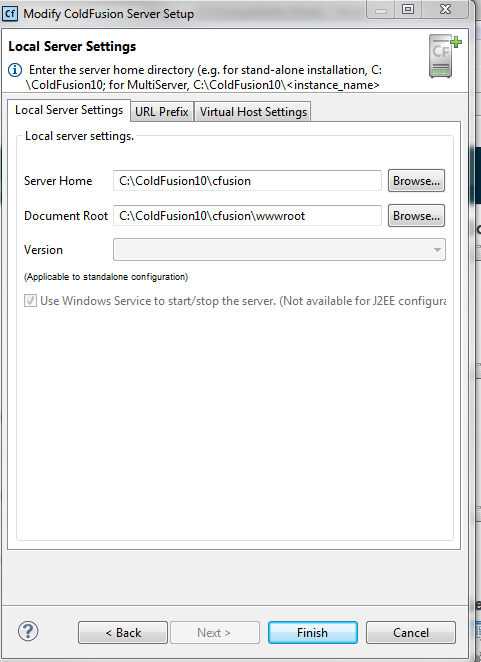 Cf Modify ColdFusion Server Setup
Local Server Settings
CF
Enter the server home directory (e.g. for stand-alone installation, C:
\ColdFusion10; for MultiServer, C:\ColdFusion10\<instance_name>
Local Server Settings URL Prefix Virtual Host Settings
Local server settings.
Server Home C:\ColdFusion10\cfusion Browse...
Document Root C:\ColdFusion10\cfusion\wwwroot Browse...
Version
(Applicable to standalone configuration)
Use Windows Service to start/stop the server. (Not available for J2EE configura
? < Back Next > Finish Cancel